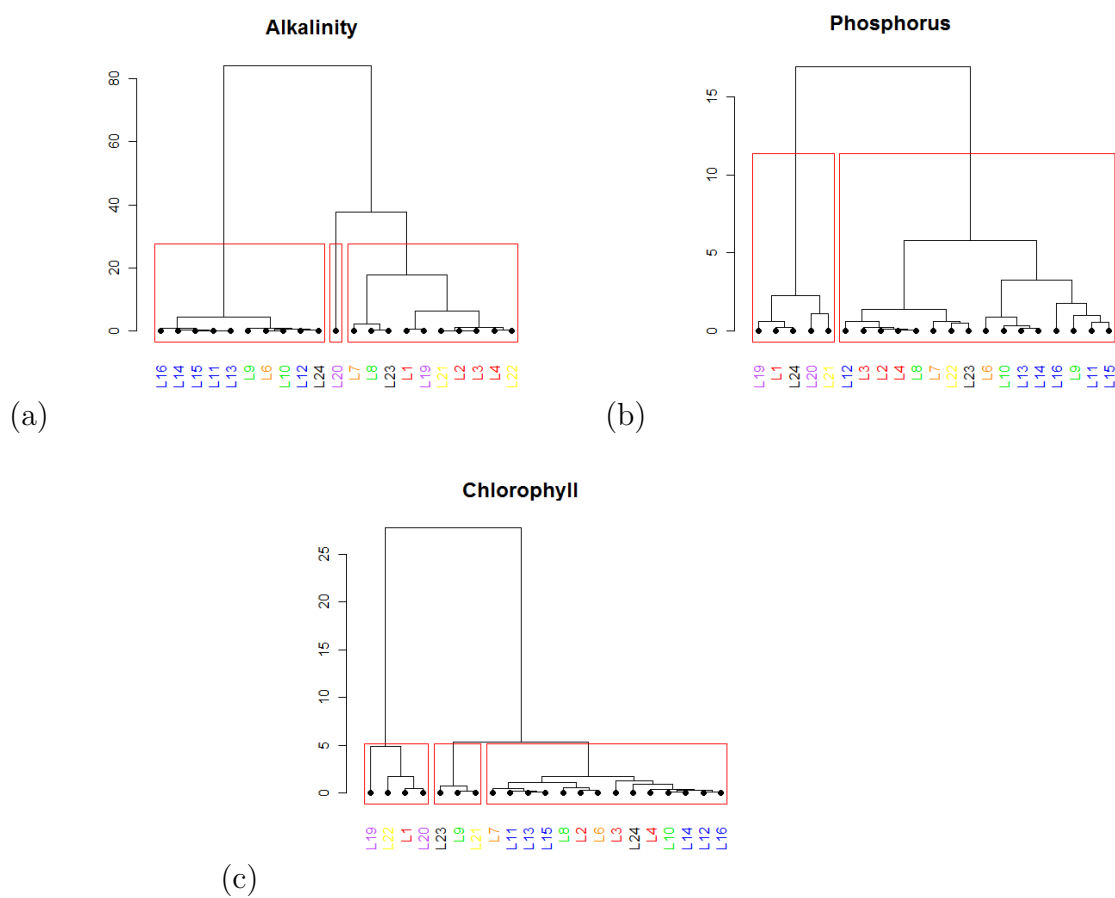 Alkalinity
80
60
40
20
0
L16 L14 L15 L11 L13 L9 L6 L10 L12 L24 L20 L7 L8 L23 L1 L19 L21 L2 L3 L4 L22
(a)
Phosphorus
15
10
5
0
L19 L1 L24 L20 L21 L12 L3 L2 L4 L8 L7 L22 L23 L6 L10 L13 L14 L16 L9 L11 L15
(b)
Chlorophyll
25
20
15
10
5
0
L19 L22 L1 L20 L23 L9 L21 L7 L11 L13 L15 L8 L2 L6 L3 L24 L4 L10 L14 L12 L16
(c)